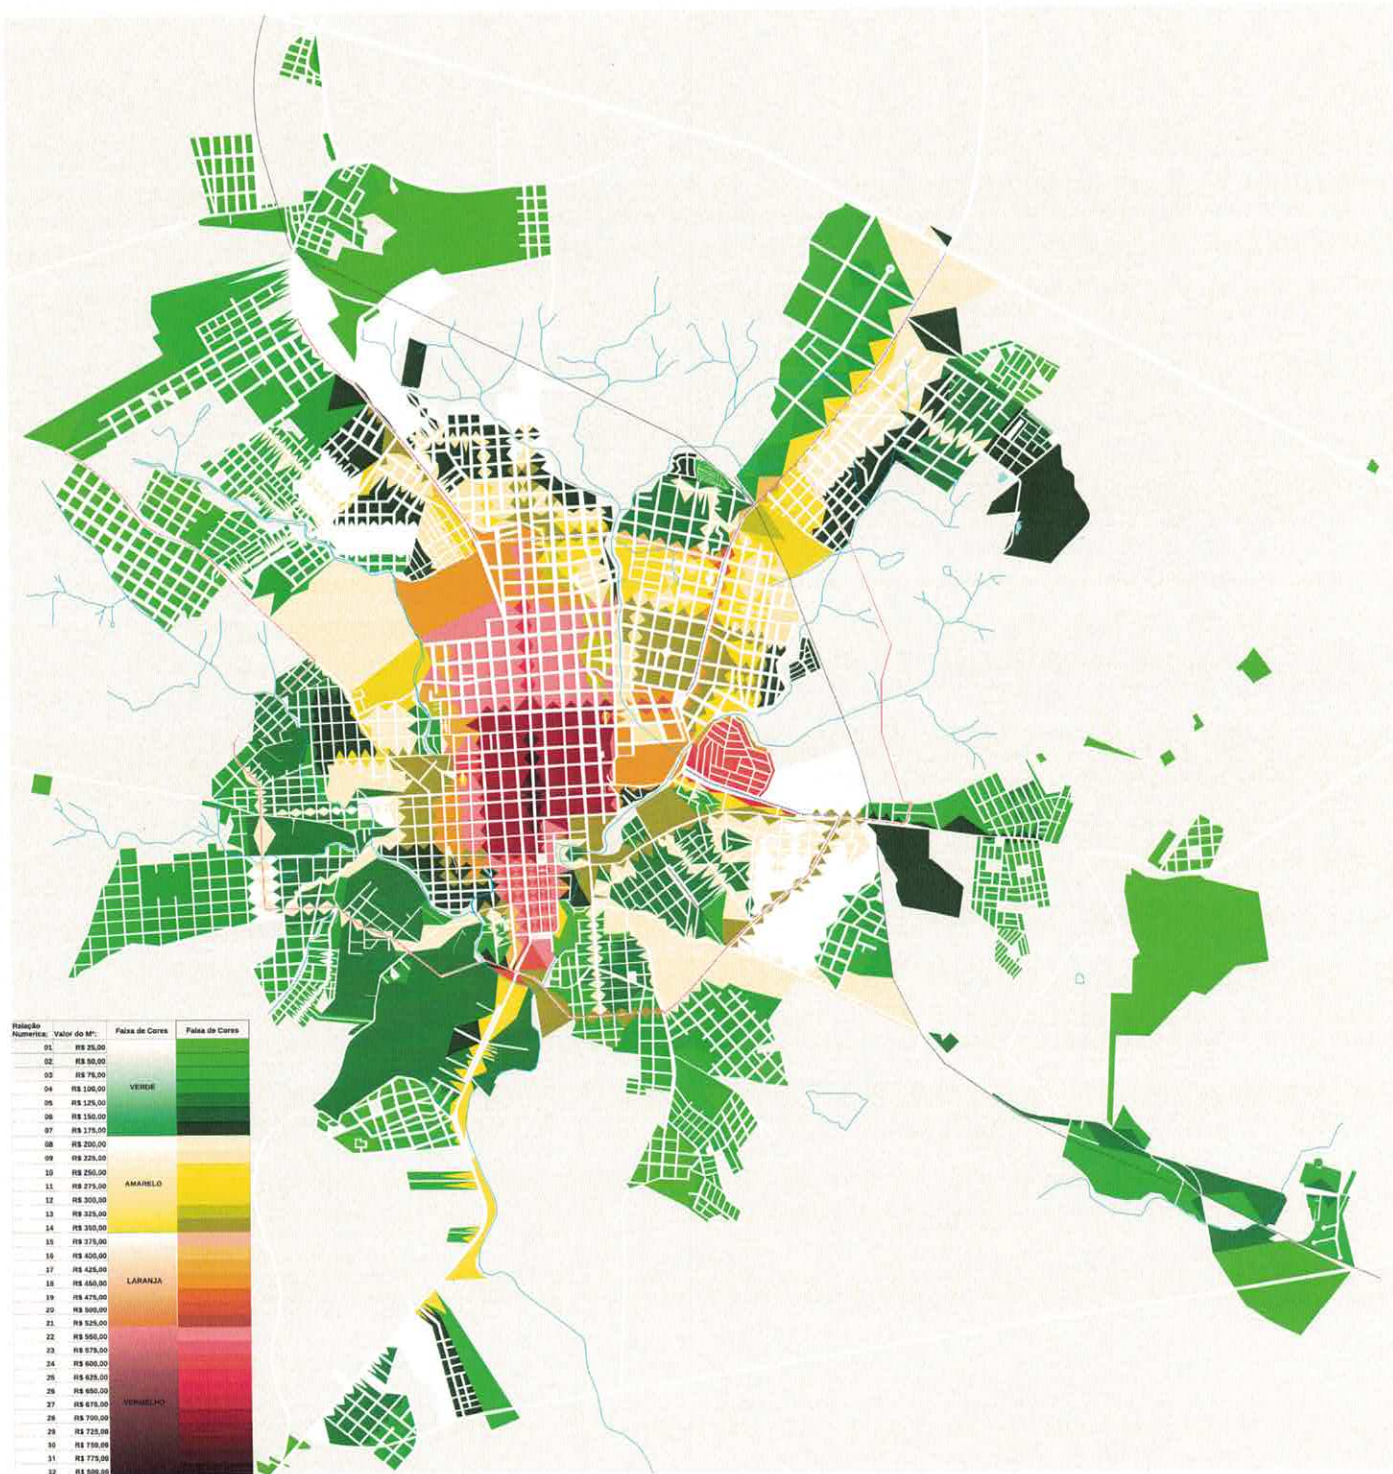 Relação Numerica: Valor do M²: Faixa de Cores Faixa de Cores
01 R$ 25,00
02 R$ 50,00
03 R$ 75,00
04 R$ 100,00
05 R$ 125,00
06 R$ 150,00
07 R$ 175,00
VERDE
08 R$ 200,00
09 R$ 225,00
10 R$ 250,00
11 R$ 275,00
12 R$ 300,00
13 R$ 325,00
14 R$ 350,00
AMARELO
15 R$ 375,00
16 R$ 400,00
17 R$ 425,00
18 R$ 450,00
19 R$ 475,00
20 R$ 500,00
21 R$ 525,00
LARANJA
22 R$ 550,00
23 R$ 575,00
24 R$ 600,00
25 R$ 625,00
26 R$ 650,00
27 R$ 675,00
28 R$ 700,00
29 R$ 725,00
30 R$ 750,00
31 R$ 775,00
32
VERMELHO